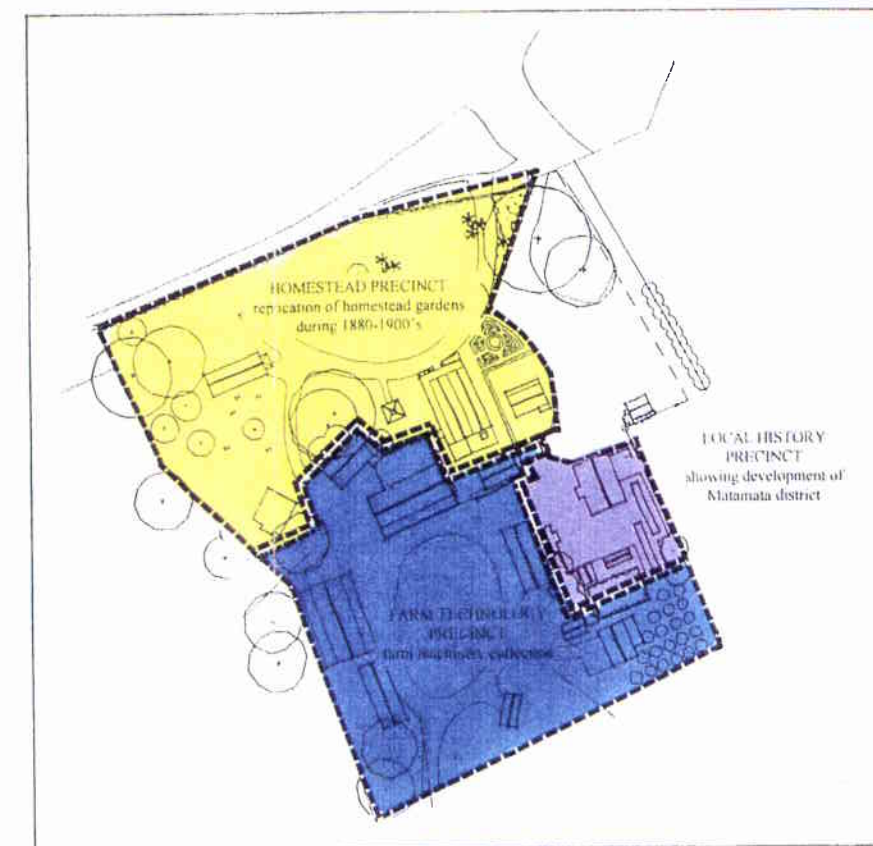 HOMESTEAD PRECINCT
replication of homestead gardens
during 1880-1900's
LOCAL HISTORY
PRECINCT
showing development of
Matamata district
FARM TECHNOLOGY
PRECINCT
farm machinery collection